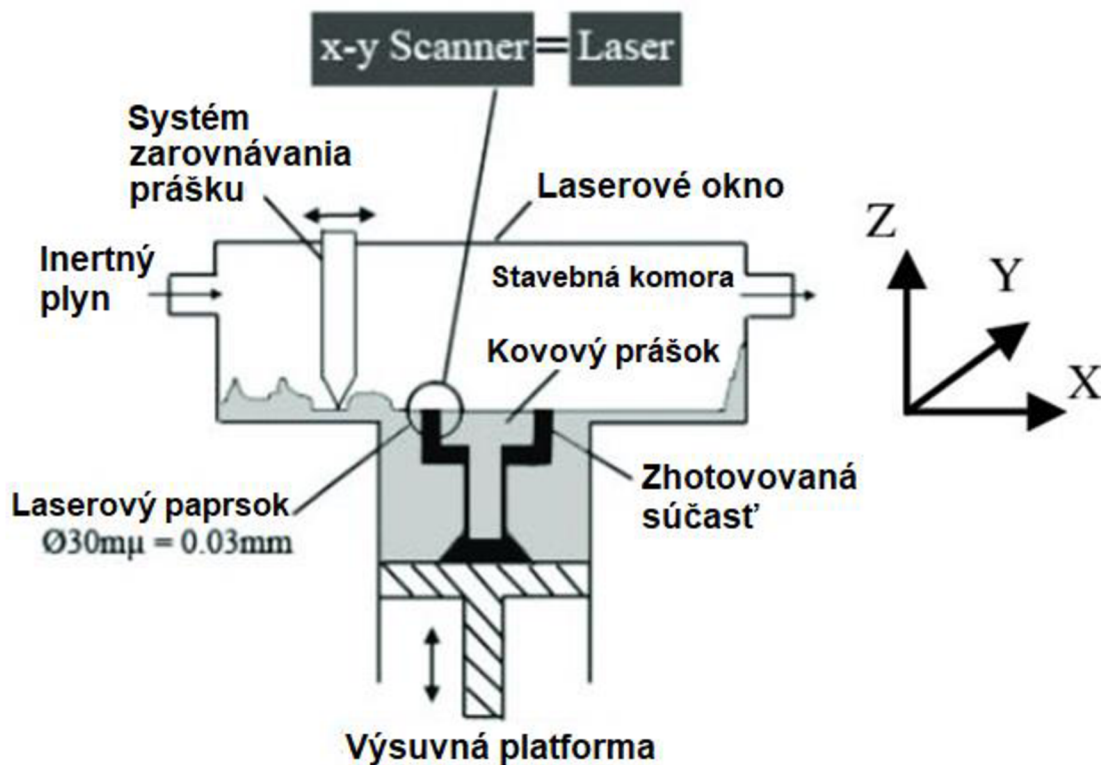 x-y Scanner
Laser
Systém
zarovnávania
prášku
Laserové okno
Inertný
plyn
Stavebná komora
Kovový prášok
Z
Y
X
Laserový paprsok
Ø30mµ = 0.03mm
Zhotovovaná
súčasť
Výsuvná platforma